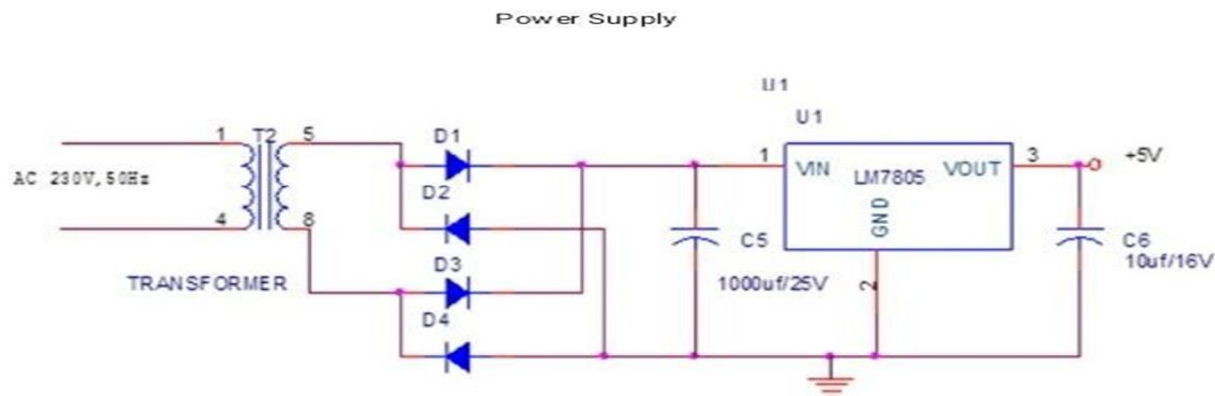 Power Supply
U1
U1
1 T2 5
D1
1 VIN LM7805 VOUT 3
+5V
AC 230V,50Hz
D2
GND
4 8
C5
C6
D3
10uf/16V
TRANSFORMER
1000uf/25V
2
D4